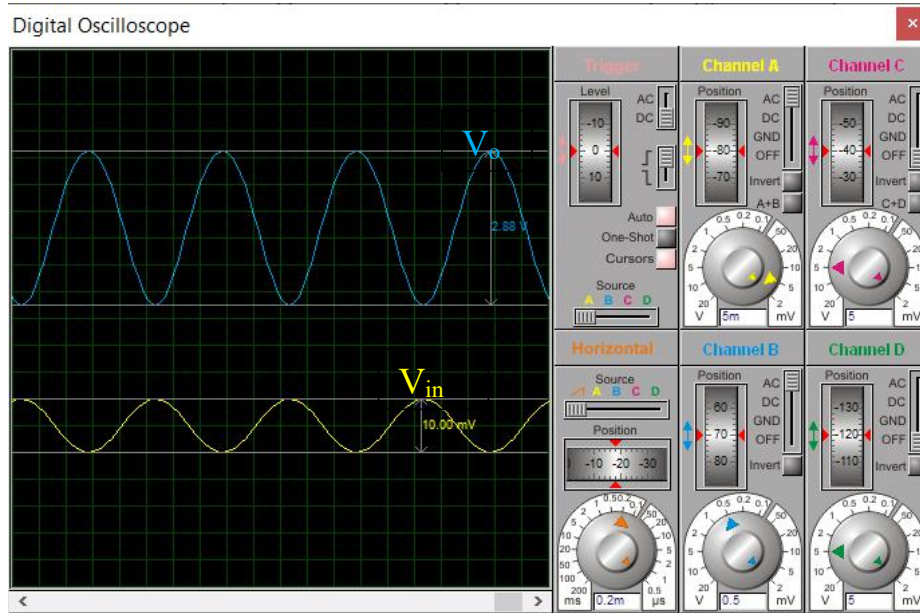 Digital Oscilloscope
×
Vo
2.88 V
Vin
10.00 mV
Trigger
Level
-10
0
10
AC
DC
Auto
One-Shot
Cursors
Source
A B C D
Channel A
Position
-90
-80
-70
AC
DC
GND
OFF
Invert
A+B
V
5m
mV
Channel C
Position
-50
-40
-30
AC
DC
GND
OFF
Invert
C+D
V
5
mV
Horizontal
Source
A B C D
Position
-10 -20 -30
ms
0.2m
µs
Channel B
Position
60
70
80
AC
DC
GND
OFF
Invert
V
0.5
mV
Channel D
Position
-130
-120
-110
AC
DC
GND
OFF
Invert
V
5
mV